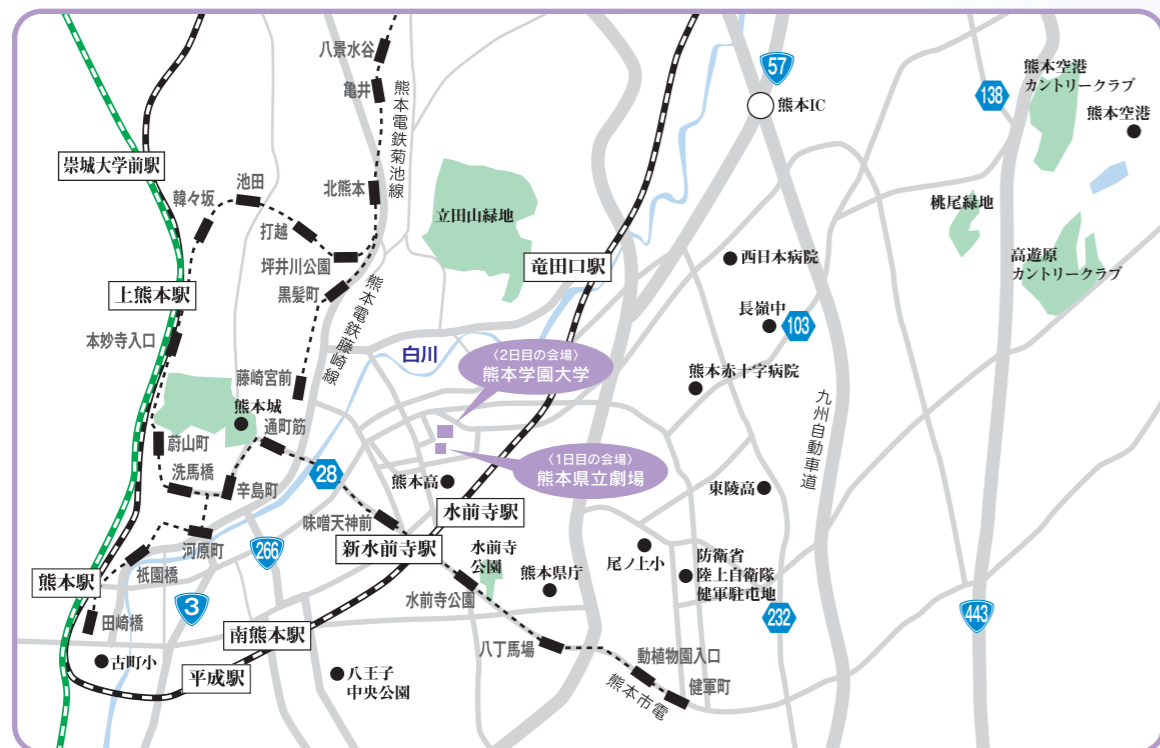 八景水谷
亀井
熊本電鉄菊池線
57
熊本IC
138
熊本空港
カントリークラブ
熊本空港
崇城大学前駅
韓々坂
池田
北熊本
打越
坪井川公園
黒髪町
立田山緑地
竜田口駅
西日本病院
桃尾緑地
高遊原
カントリークラブ
上熊本駅
本妙寺入口
熊本電鉄藤崎線
白川
長嶺中
103
〈2日目の会場〉
熊本学園大学
熊本赤十字病院
九州自動車道
藤崎宮前
熊本城
通町筋
蔚山町
洗馬橋
辛島町
28
熊本高
〈1日目の会場〉
熊本県立劇場
東陵高
味噌天神前
水前寺駅
新水前寺駅
水前寺
公園
河原町
祇園橋
266
熊本駅
田崎橋
3
水前寺公園
熊本県庁
尾ノ上小
防衛省
陸上自衛隊
健軍駐屯地
232
443
南熊本駅
八丁馬場
動植物園入口
健軍町
熊本市電
古町小
平成駅
八王子
中央公園